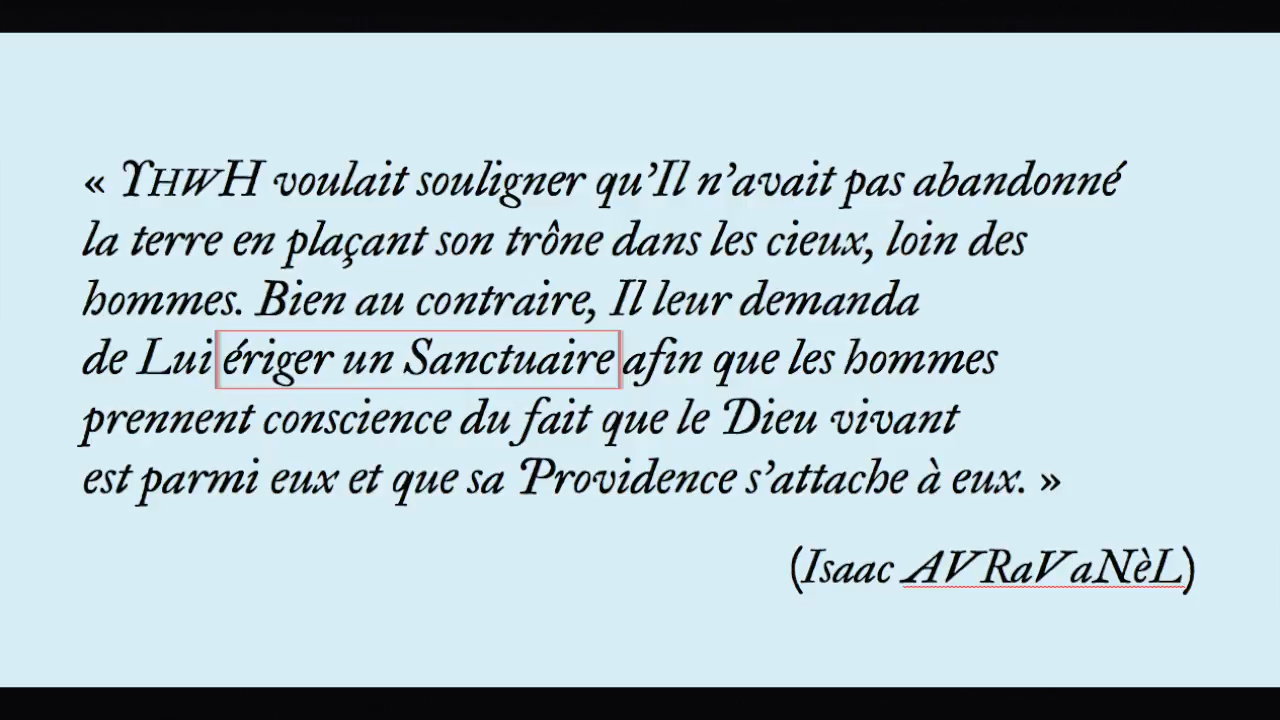 « YHWH voulait souligner qu’Il n’avait pas abandonné
la terre en plaçant son trône dans les cieux, loin des
hommes. Bien au contraire, Il leur demanda
de Lui ériger un Sanctuaire afin que les hommes
prennent conscience du fait que le Dieu vivant
est parmi eux et que sa Providence s’attache à eux. »
(Isaac AVRaVaNèL)